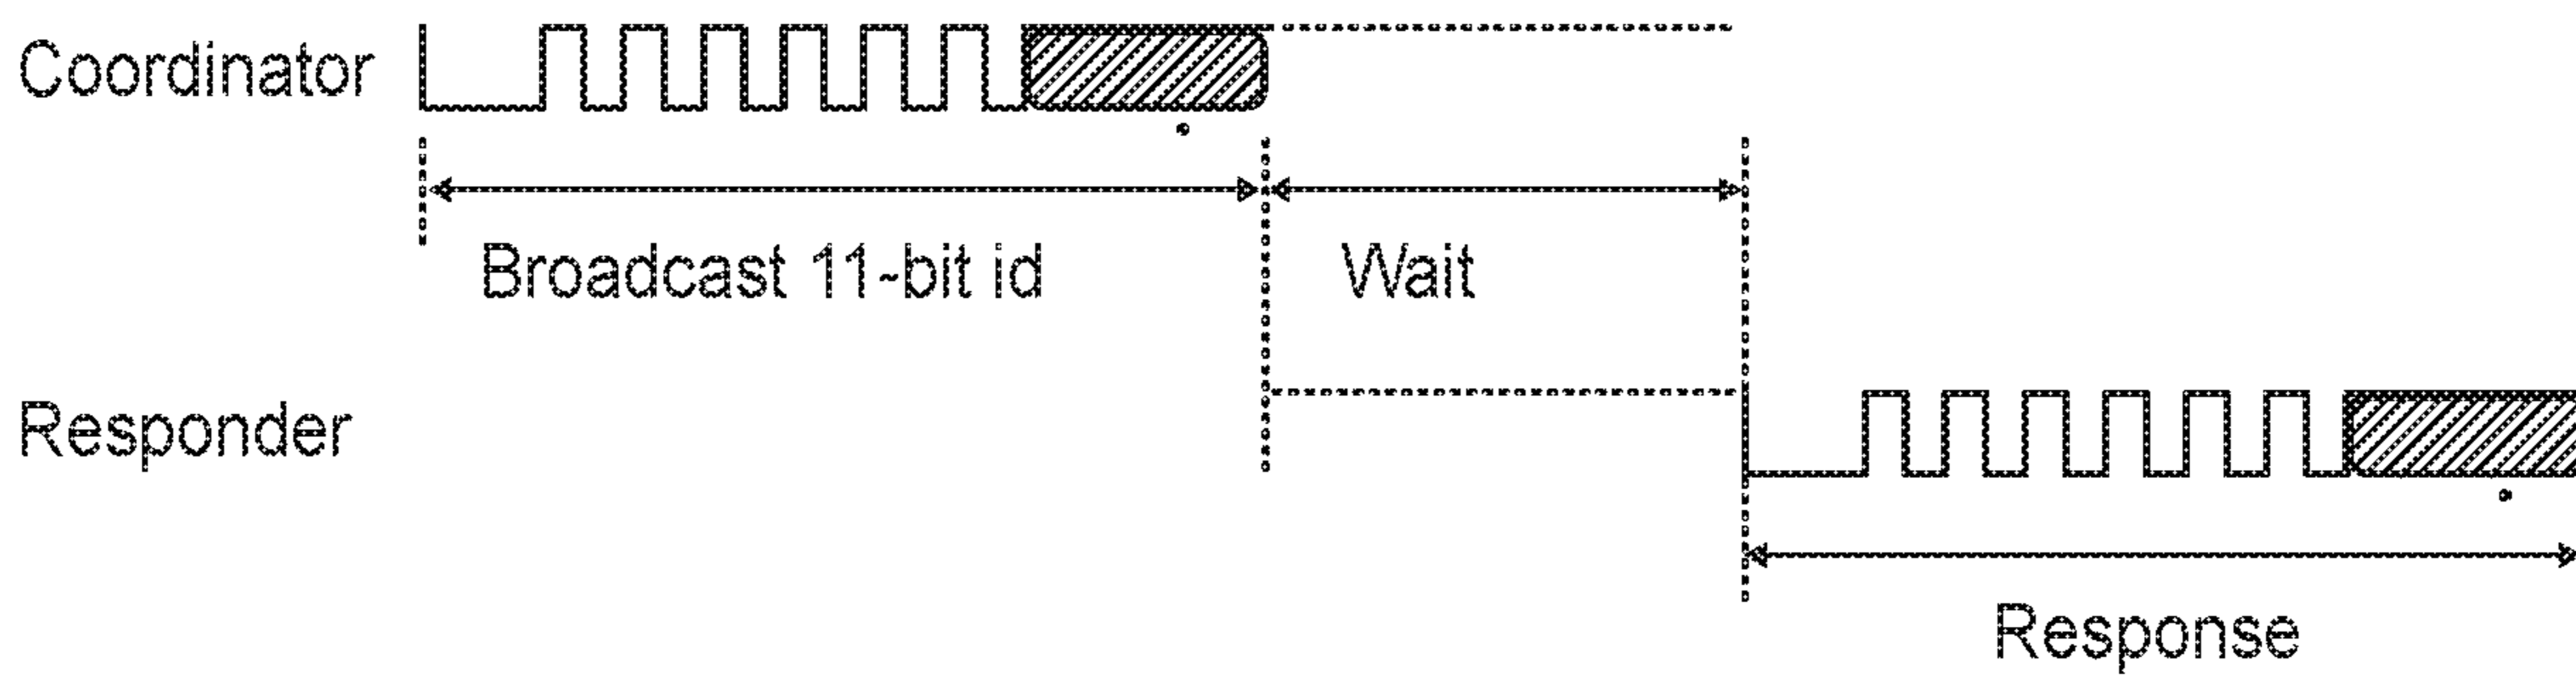 Coordinator
Broadcast 11-bit id
Wait
Responder
Response